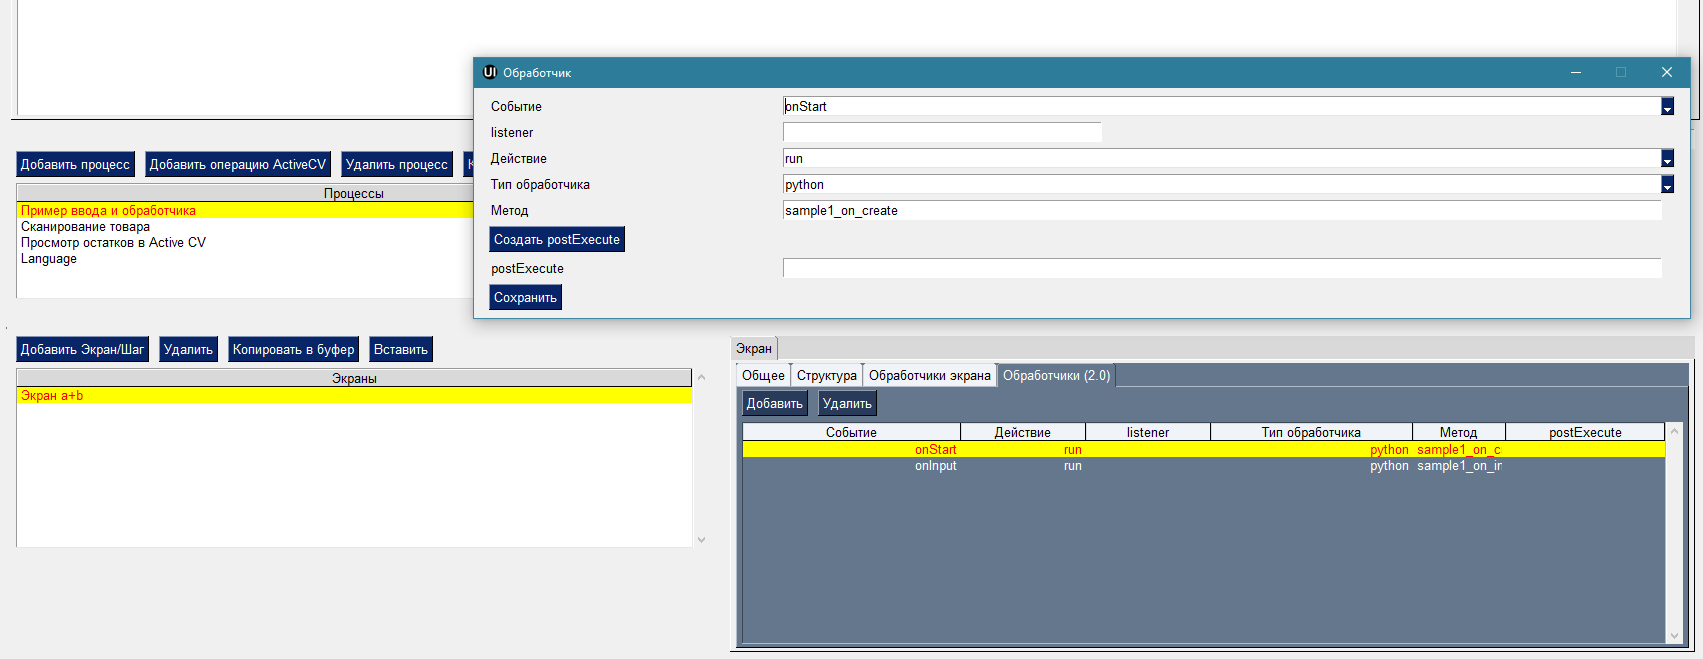 UI Обработчик
Событие onStart
listener
Действие run
Тип обработчика python
Метод sample1_on_create
Создать postExecute
postExecute
Сохранить
Добавить процесс Добавить операцию ActiveCV Удалить процесс
Процессы
Пример ввода и обработчика
Сканирование товара
Просмотр остатков в Active CV
Language
Добавить Экран/Шаг Удалить Копировать в буфер Вставить
Экраны
Экран a+b
Экран
Общее Структура Обработчики экрана Обработчики (2.0)
Добавить Удалить
Событие Действие listener Тип обработчика Метод postExecute
onStart run python sample1_on_c
onInput run python sample1_on_in